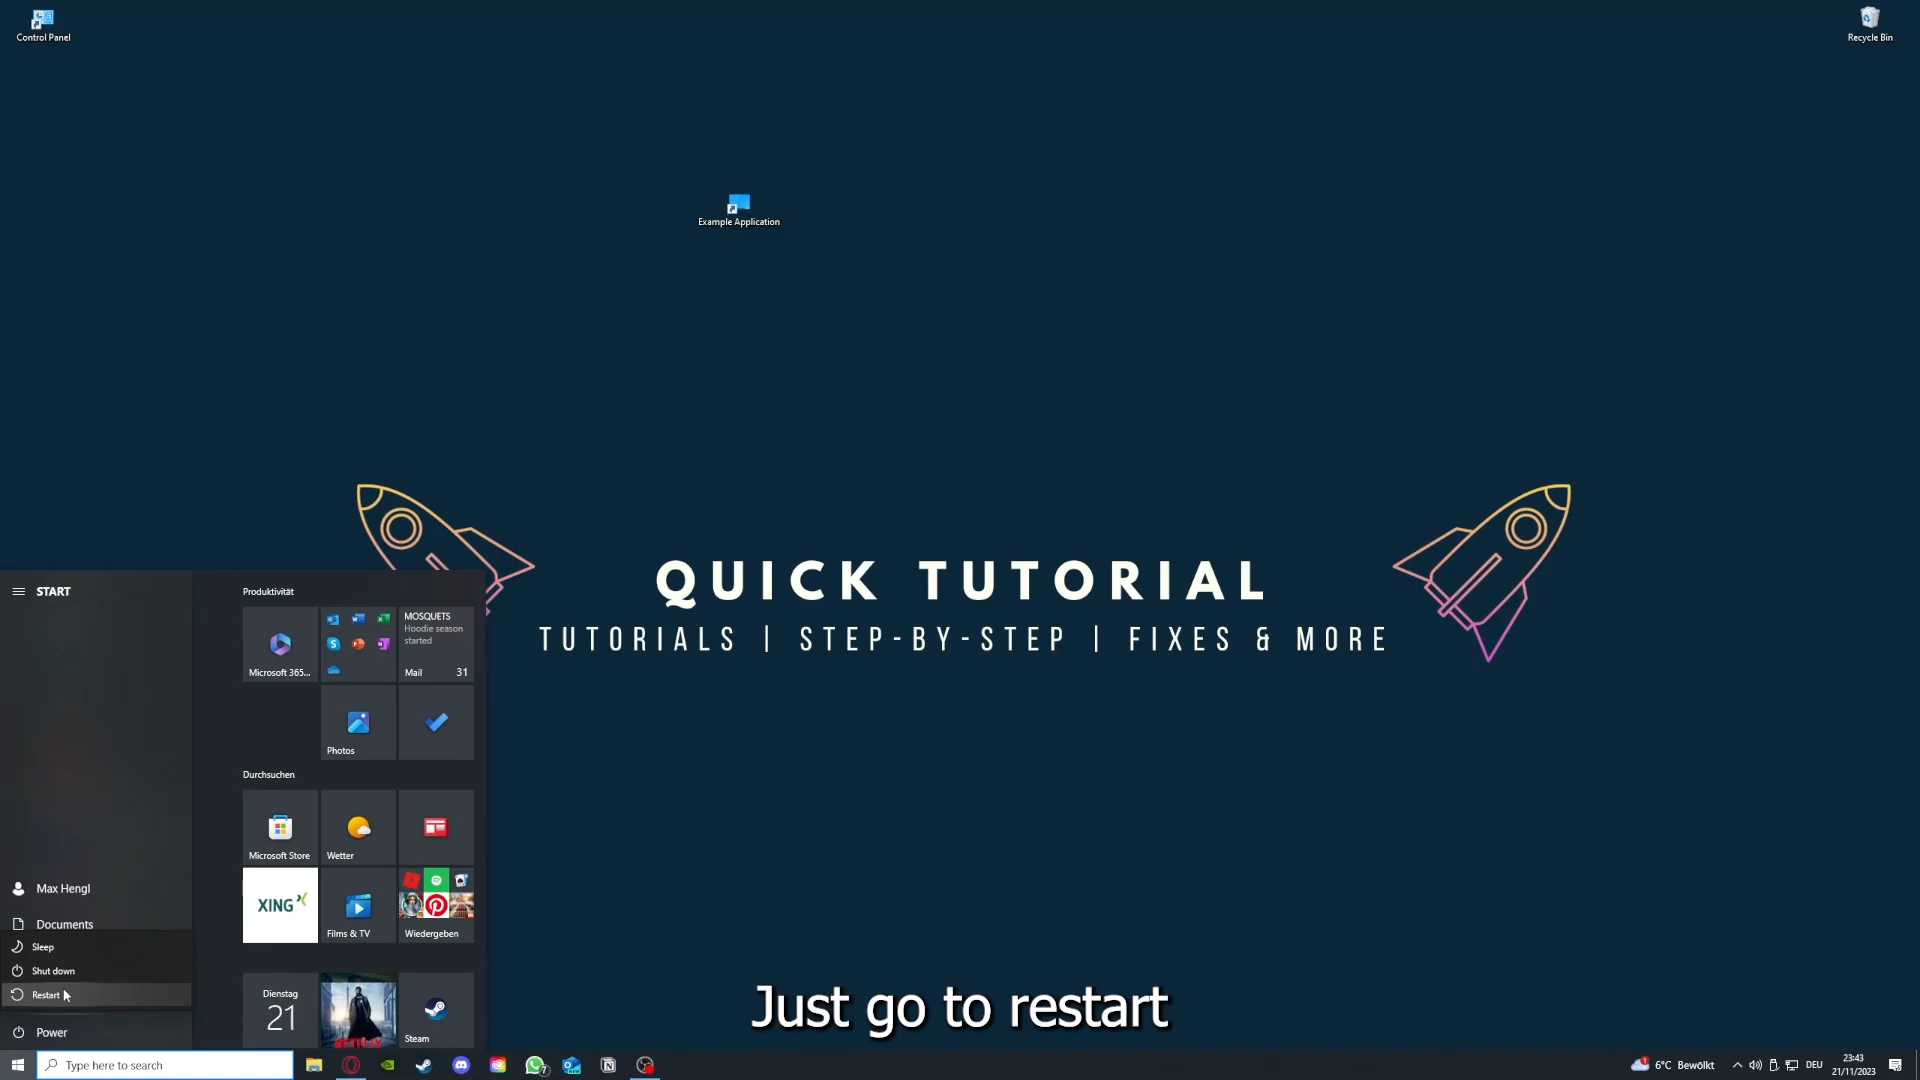 Control Panel
Recycle Bin
Example Application
QUICK TUTORIAL
TUTORIALS | STEP-BY-STEP | FIXES & MORE
START
Produktivität
Microsoft 365...
MOSQUETS
Hoodie season
started
Mail 31
Photos
Durchsuchen
Microsoft Store
Wetter
XING
Films & TV
Wiedergeben
Dienstag
21
NETFLIX
Steam
Max Hengl
Documents
Sleep
Shut down
Restart
Power
Just go to restart
Type here to search
7
1
6°C Bewölkt
DEU
23:43
21/11/2023